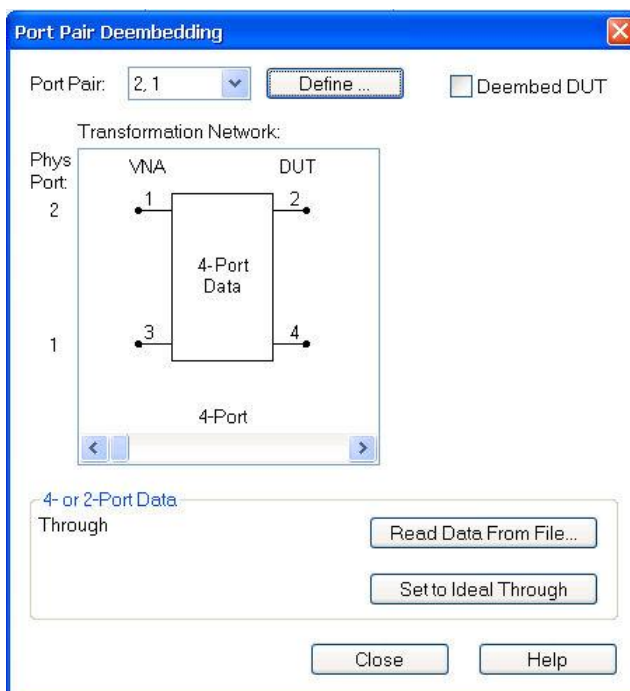 Port Pair Deembedding
Port Pair: 2, 1 Define ... Deembed DUT
Transformation Network:
Phys Port:
VNA DUT
2 1 2
4-Port
Data
1 3 4
4-Port
4- or 2-Port Data
Through
Read Data From File...
Set to Ideal Through
Close Help